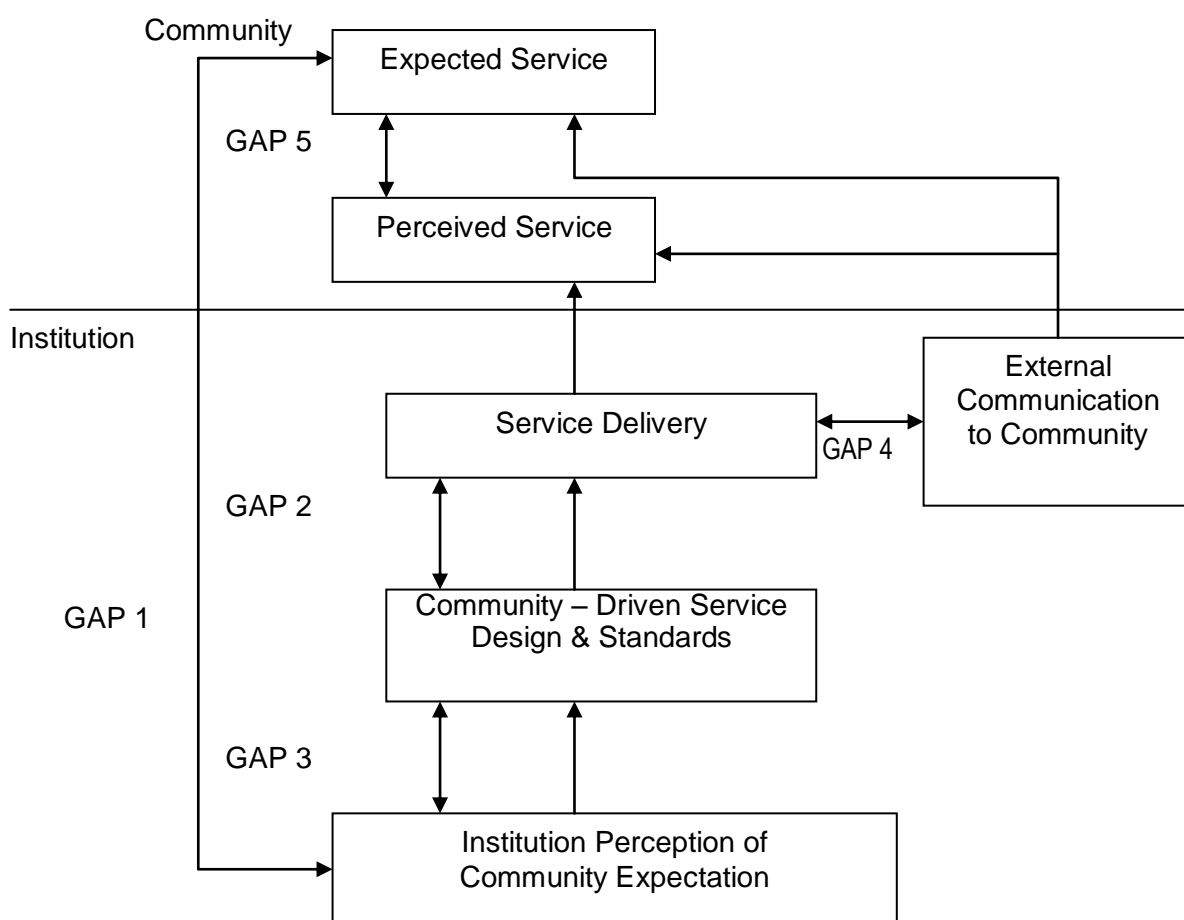 Community
Expected Service
GAP 5
Perceived Service
Institution
External
Communication
to Community
Service Delivery
GAP 4
GAP 2
GAP 1
Community – Driven Service
Design & Standards
GAP 3
Institution Perception of
Community Expectation